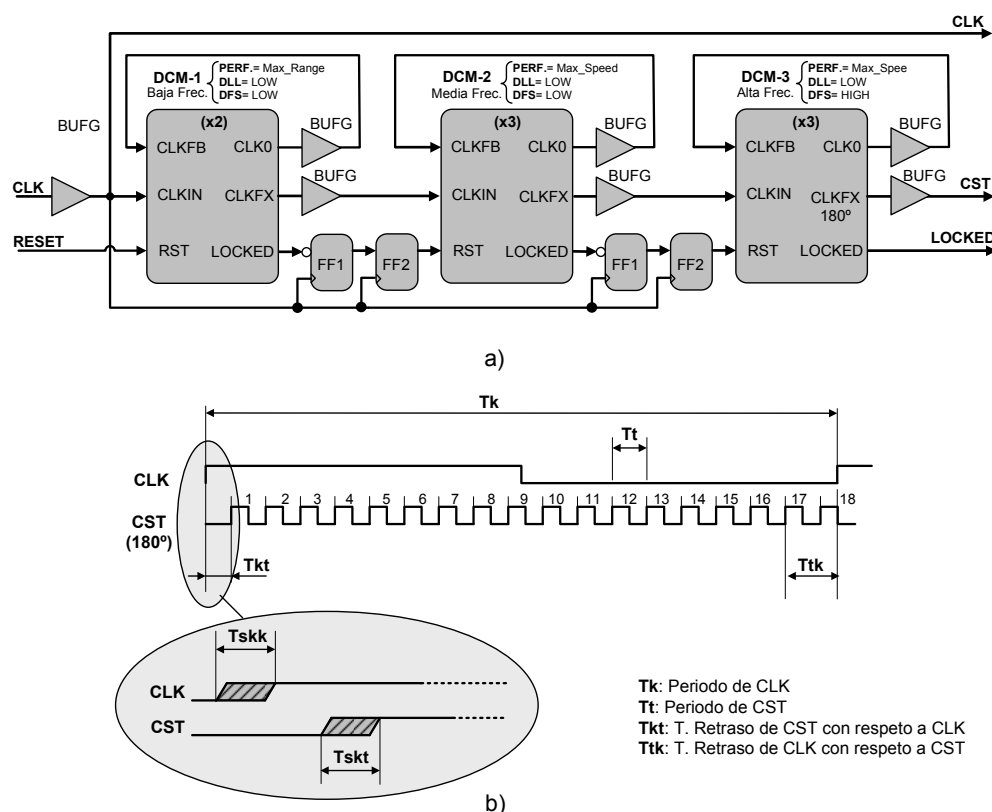 CLK
DCM-1
Baja Frec.
PERF.= Max_Range
DLL= LOW
DFS= LOW
DCM-2
Media Frec.
PERF.= Max_Speed
DLL= LOW
DFS= LOW
DCM-3
Alta Frec.
PERF.= Max_Spee
DLL= LOW
DFS= HIGH
BUFG
CLK
RESET
(x2)
CLKFB
CLK0
CLKIN
CLKFX
RST
LOCKED
BUFG
BUFG
FF1
FF2
(x3)
CLKFB
CLK0
CLKIN
CLKFX
RST
LOCKED
BUFG
BUFG
FF1
FF2
(x3)
CLKFB
CLK0
CLKIN
CLKFX
180º
RST
LOCKED
BUFG
BUFG
CST
LOCKED
a)
Tk
Tt
CLK
1 2 3 4 5 6 7 8 9 10 11 12 13 14 15 16 17 18
CST
(180º)
Tkt
Ttk
Tskk
CLK
CST
Tskt
Tk: Periodo de CLK
Tt: Periodo de CST
Tkt: T. Retraso de CST con respeto a CLK
Ttk: T. Retraso de CLK con respeto a CST
b)